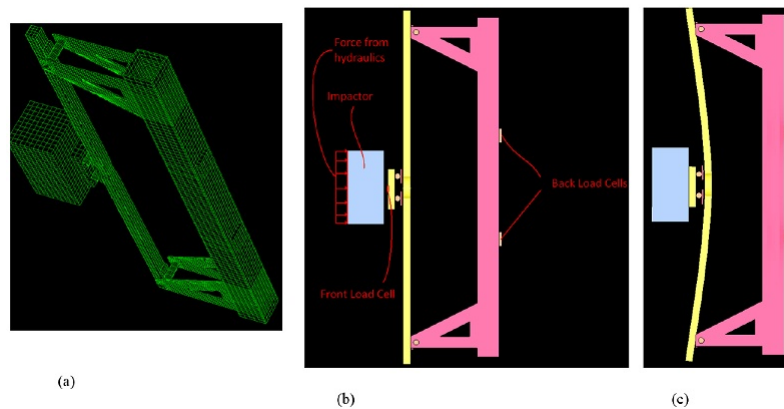 Force from
hydraulics
Impactor
Back Load Cells
Front Load Cell
(a)
(b)
(c)